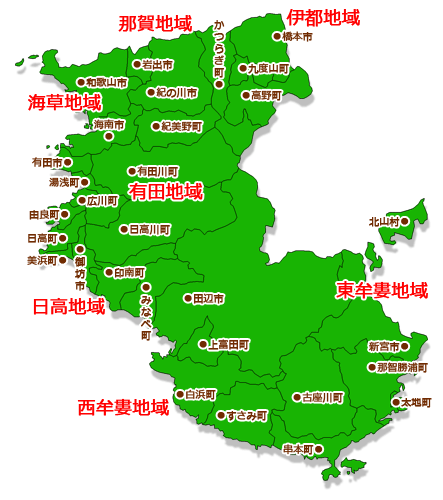 伊都地域
那賀地域
かつらぎ町
橋本市
岩出市
九度山町
和歌山市
紀の川市
高野町
海草地域
海南市
紀美野町
有田市
有田川町
湯浅町
有田地域
広川町
由良町
北山村
日高川町
日高町
美浜町
御坊市
印南町
東牟婁地域
みなべ町
田辺市
日高地域
上富田町
新宮市
那智勝浦町
白浜町
古座川町
太地町
西牟婁地域
すさみ町
串本町